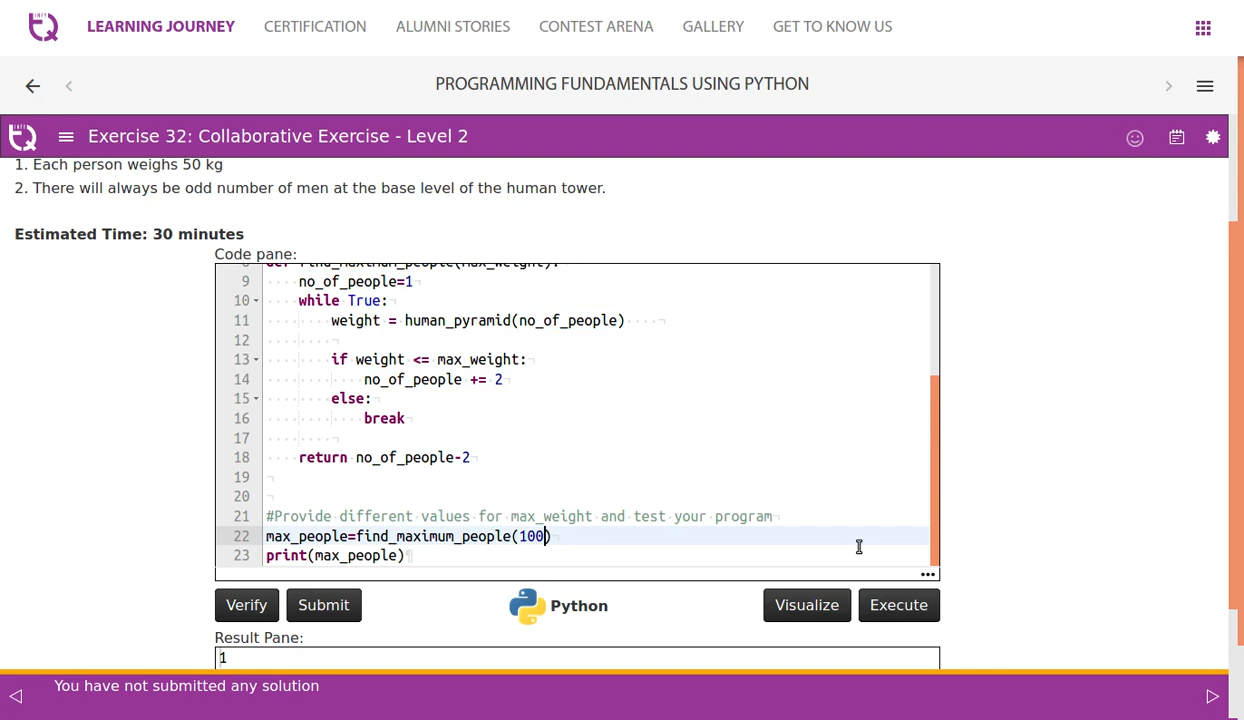 LEARNING JOURNEY CERTIFICATION ALUMNI STORIES CONTEST ARENA GALLERY GET TO KNOW US
PROGRAMMING FUNDAMENTALS USING PYTHON
Exercise 32: Collaborative Exercise - Level 2
1. Each person weighs 50 kg
2. There will always be odd number of men at the base level of the human tower.
Estimated Time: 30 minutes
Code pane:
def find_maximum_people(max_weight):
9 no_of_people=1
10 while True:
11 weight = human_pyramid(no_of_people)
12
13 if weight <= max_weight:
14 no_of_people += 2
15 else:
16 break
17
18 return no_of_people-2
19
20
21 #Provide different values for max_weight and test your program
22 max_people=find_maximum_people(100)
23 print(max_people)
Verify Submit Python Visualize Execute
Result Pane:
1
You have not submitted any solution